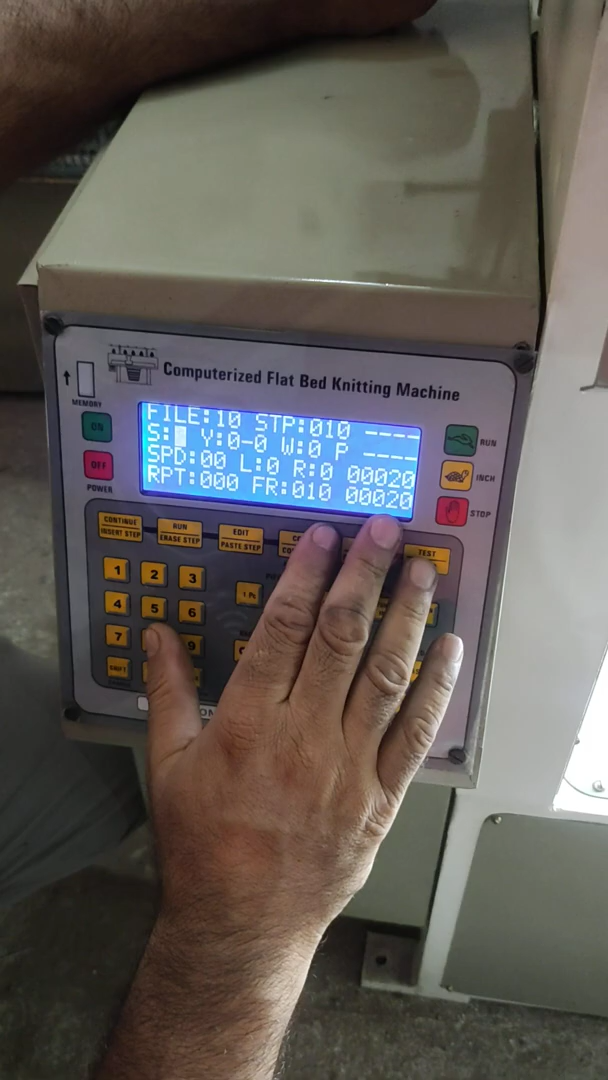 Computerized Flat Bed Knitting Machine
MEMORY
ON
OFF
POWER
FILE:10 STP:010 ----
S: Y:0-0 W:0 P ----
SPD:00 L:0 R:0 00020
RPT:000 FR:010 00020
RUN
INCH
STOP
CONTINUE
INSERT STEP
RUN
ERASE STEP
EDIT
PASTE STEP
TEST
1 2 3
4 5 6
7 9
SHIFT
1 Pc